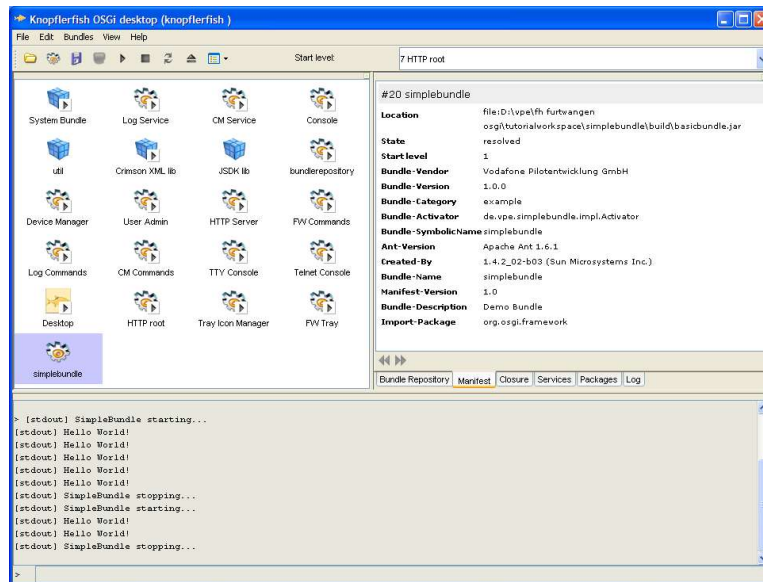 Knopflerfish OSGi desktop (knopflerfish )
File Edit Bundles View Help
Start level: 7 HTTP root
System Bundle Log Service CM Service Console
util Crimson XML lib JSDK lib bundlerepository
Device Manager User Admin HTTP Server FW Commands
Log Commands CM Commands TTY Console Telnet Console
Desktop HTTP root Tray Icon Manager FW Tray
simplebundle
#20 simplebundle
Location file:D:\vpe\fh furtwangen
osgi\tutorialworkspace\simplebundle\build\basicbundle.jar
State resolved
Start level 1
Bundle-Vendor Vodafone Pilotentwicklung GmbH
Bundle-Version 1.0.0
Bundle-Category example
Bundle-Activator de.vpe.simplebundle.impl.Activator
Bundle-SymbolicName simplebundle
Ant-Version Apache Ant 1.6.1
Created-By 1.4.2_02-b03 (Sun Microsystems Inc.)
Bundle-Name simplebundle
Manifest-Version 1.0
Bundle-Description Demo Bundle
Import-Package org.osgi.framework
Bundle Repository Manifest Closure Services Packages Log
> [stdout] SimpleBundle starting...
[stdout] Hello World!
[stdout] Hello World!
[stdout] Hello World!
[stdout] Hello World!
[stdout] Hello World!
[stdout] SimpleBundle stopping...
[stdout] SimpleBundle starting...
[stdout] Hello World!
[stdout] Hello World!
[stdout] SimpleBundle stopping...
>